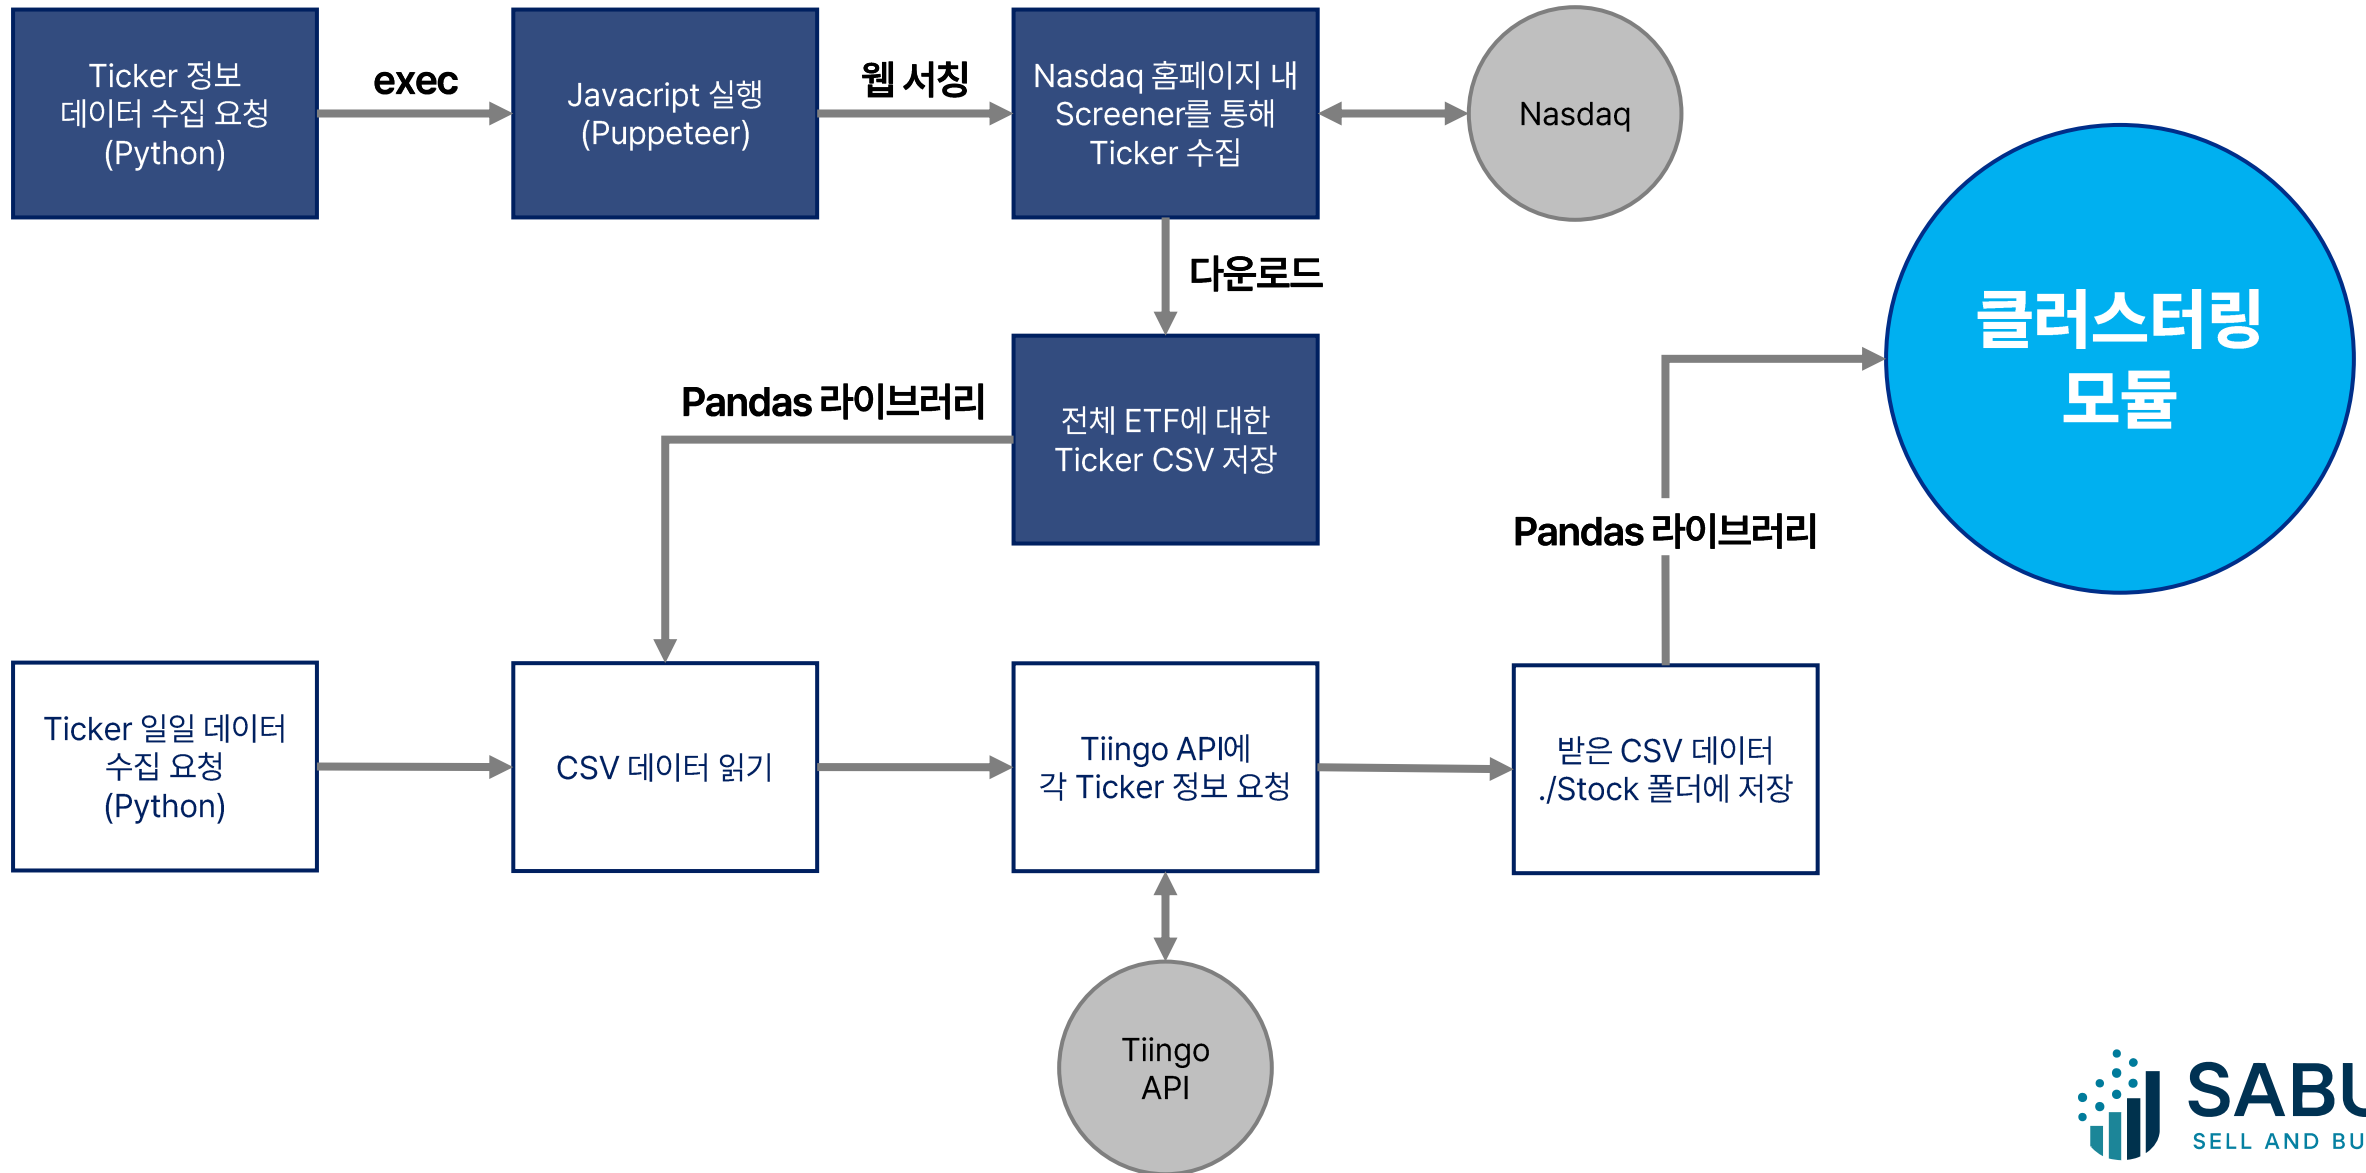 Ticker 정보
데이터 수집 요청
(Python)
exec
Javacript 실행
(Puppeteer)
웹 서칭
Nasdaq 홈페이지 내
Screener를 통해
Ticker 수집
Nasdaq
다운로드
클러스터링
모듈
Pandas 라이브러리
전체 ETF에 대한
Ticker CSV 저장
Pandas 라이브러리
Ticker 일일 데이터
수집 요청
(Python)
CSV 데이터 읽기
Tiingo API에
각 Ticker 정보 요청
받은 CSV 데이터
./Stock 폴더에 저장
Tiingo
API
SABU
SELL AND BU